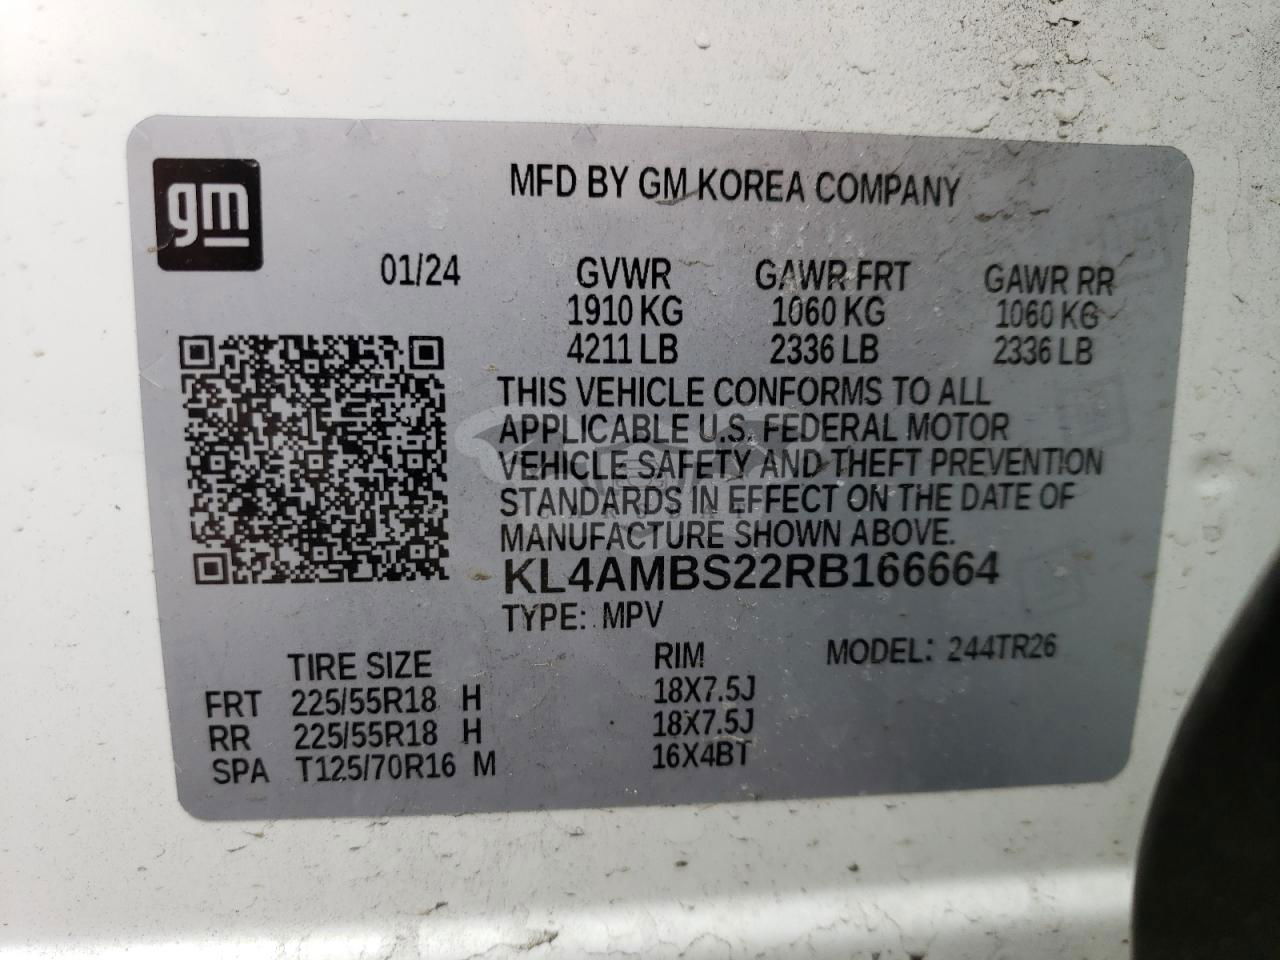 gm
MFD BY GM KOREA COMPANY
01/24 GVWR GAWR FRT GAWR RR
1910 KG 1060 KG 1060 KG
4211 LB 2336 LB 2336 LB
THIS VEHICLE CONFORMS TO ALL
APPLICABLE U.S. FEDERAL MOTOR
VEHICLE SAFETY AND THEFT PREVENTION
STANDARDS IN EFFECT ON THE DATE OF
MANUFACTURE SHOWN ABOVE.
KL4AMBS22RB166664
TYPE: MPV
TIRE SIZE RIM MODEL: 244TR26
FRT 225/55R18 H 18X7.5J
RR 225/55R18 H 18X7.5J
SPA T125/70R16 M 16X4BT